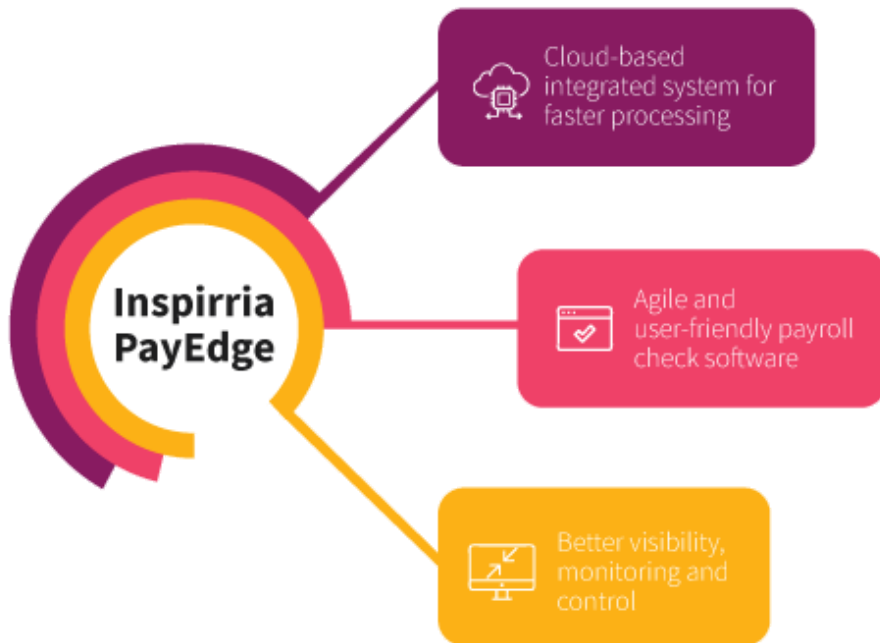 Cloud-based
integrated system for
faster processing
Inspirria
PayEdge
Agile and
user-friendly payroll
check software
Better visibility,
monitoring and
control